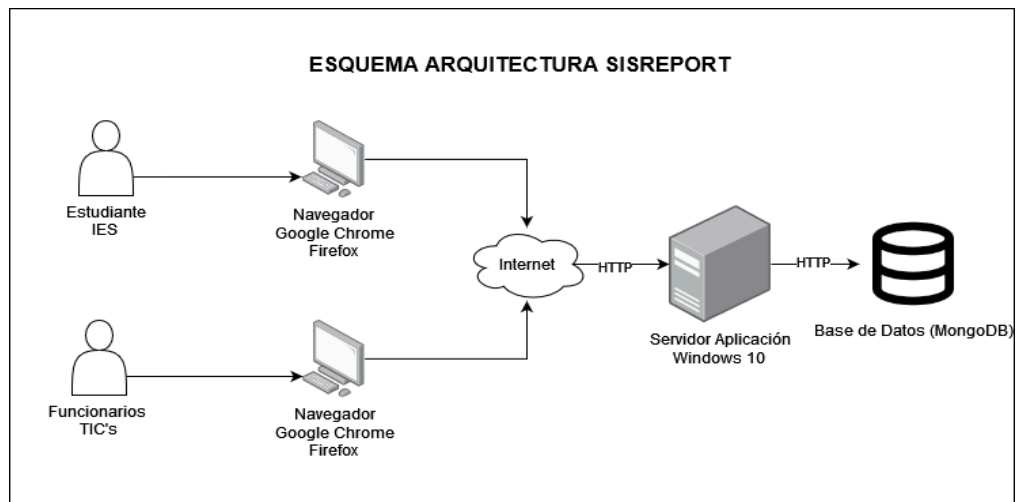 ESQUEMA ARQUITECTURA SISREPORT
Estudiante
IES
Navegador
Google Chrome
Firefox
Internet
HTTP
HTTP
Servidor Aplicación
Windows 10
Base de Datos (MongoDB)
Funcionarios
TIC's
Navegador
Google Chrome
Firefox